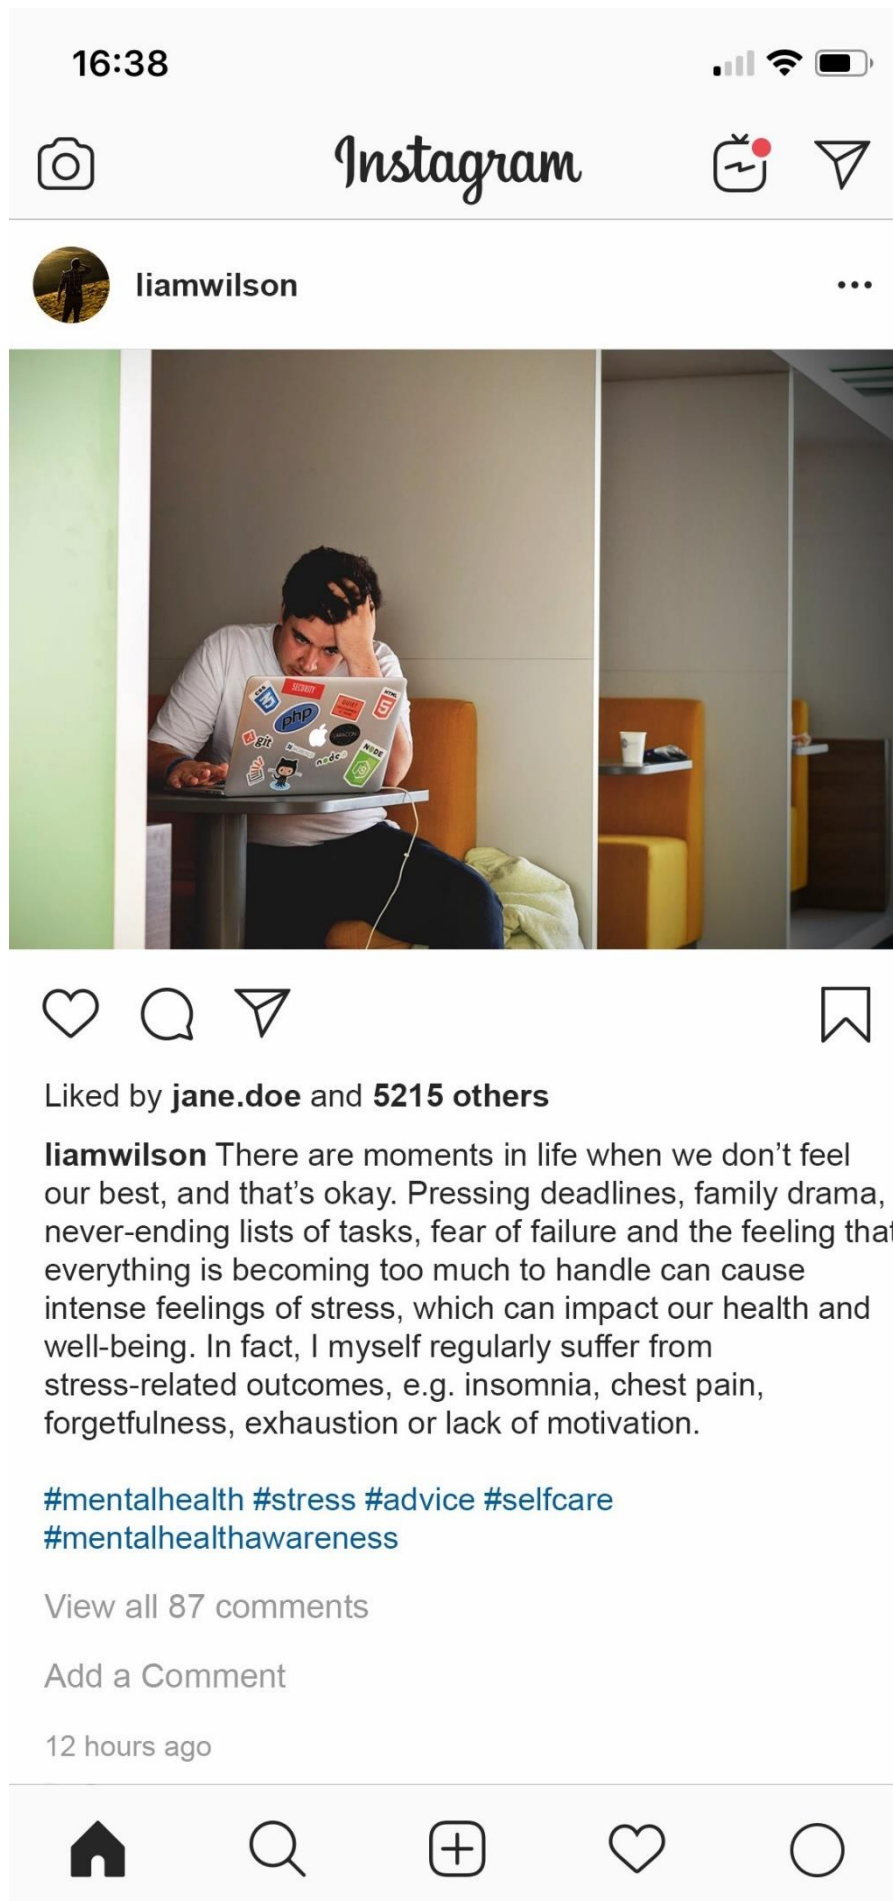 16:38
Instagram
liamwilson
SECURITY
CSS
HTML
5
php
QUIET
LARACON
git
node
NODE
JS
Liked by jane.doe and 5215 others
liamwilson There are moments in life when we don’t feel
our best, and that’s okay. Pressing deadlines, family drama,
never-ending lists of tasks, fear of failure and the feeling that
everything is becoming too much to handle can cause
intense feelings of stress, which can impact our health and
well-being. In fact, I myself regularly suffer from
stress-related outcomes, e.g. insomnia, chest pain,
forgetfulness, exhaustion or lack of motivation.
#mentalhealth #stress #advice #selfcare
#mentalhealthawareness
View all 87 comments
Add a Comment
12 hours ago